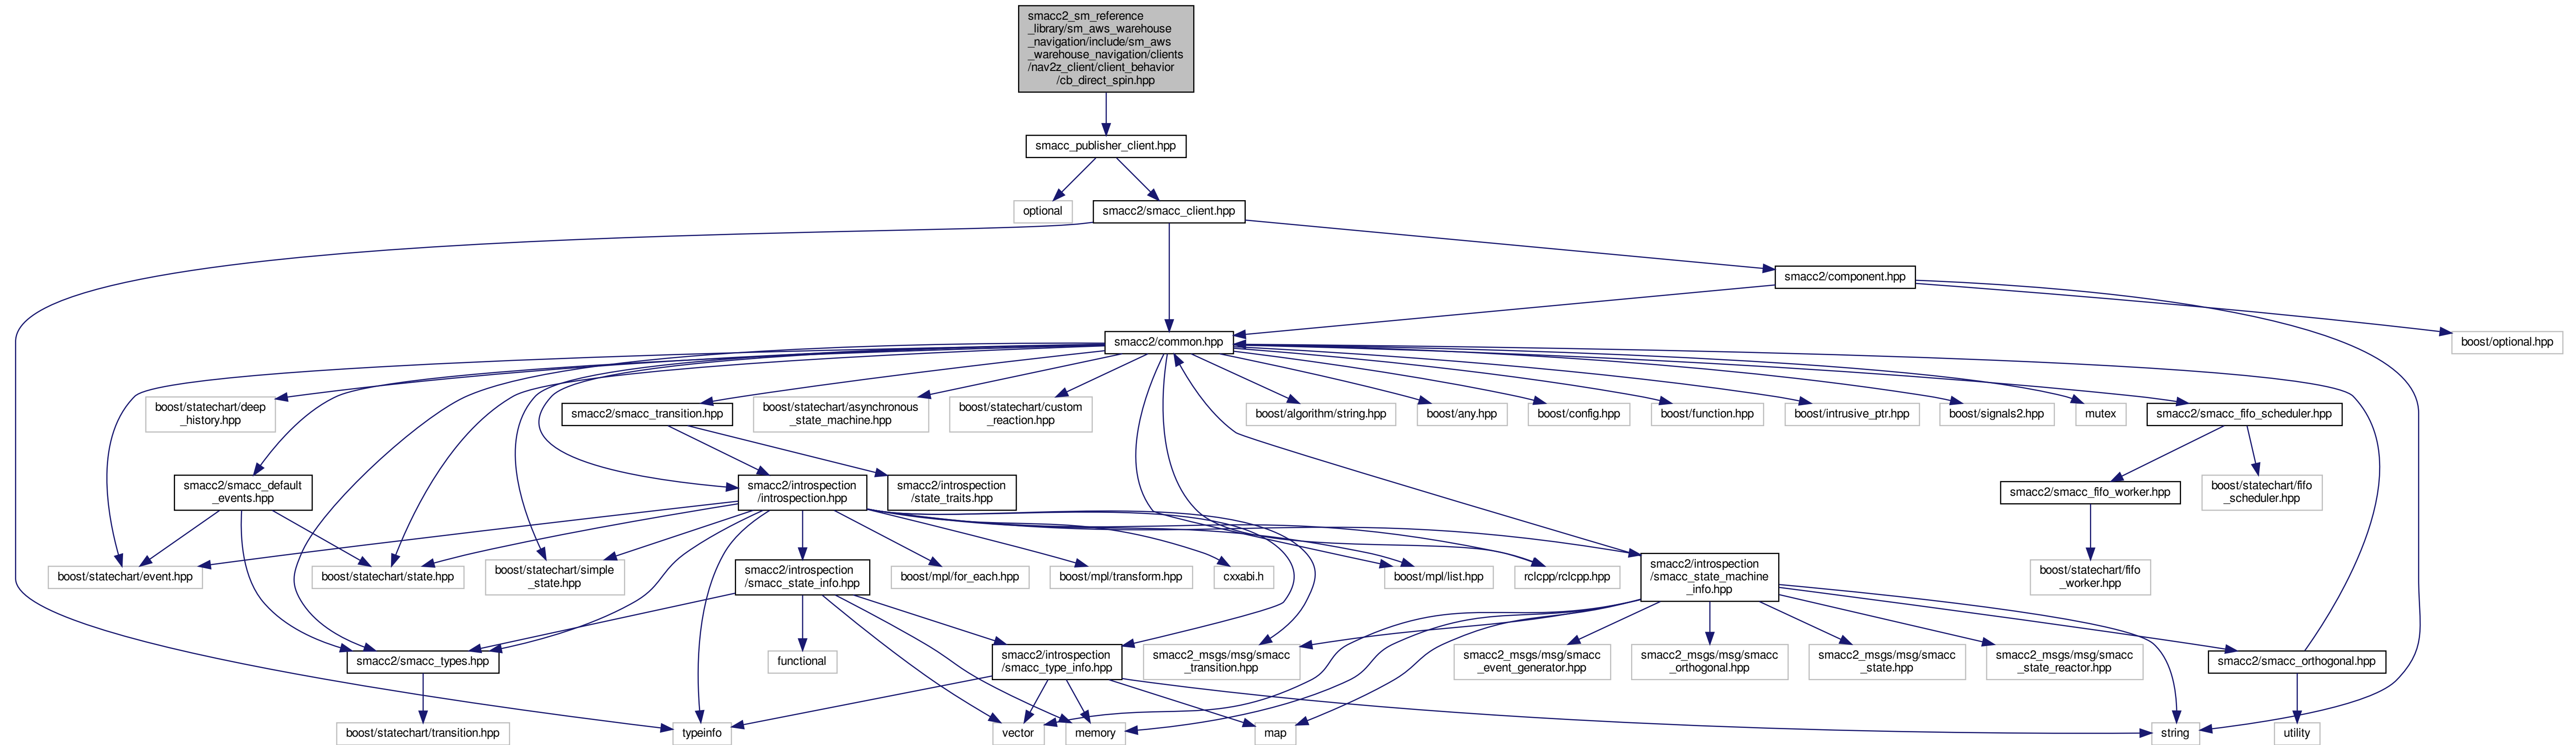 smacc2_sm_reference
_library/sm_aws_warehouse
_navigation/include/sm_aws
_warehouse_navigation/clients
/nav2z_client/client_behavior
/cb_direct_spin.hpp
smacc_publisher_client.hpp
optional
smacc2/smacc_client.hpp
smacc2/component.hpp
smacc2/common.hpp
boost/optional.hpp
boost/statechart/deep
_history.hpp
smacc2/smacc_transition.hpp
boost/statechart/asynchronous
_state_machine.hpp
boost/statechart/custom
_reaction.hpp
boost/algorithm/string.hpp
boost/any.hpp
boost/config.hpp
boost/function.hpp
boost/intrusive_ptr.hpp
boost/signals2.hpp
mutex
smacc2/smacc_fifo_scheduler.hpp
smacc2/smacc_default
_events.hpp
smacc2/introspection
/introspection.hpp
smacc2/introspection
/state_traits.hpp
smacc2/smacc_fifo_worker.hpp
boost/statechart/fifo
_scheduler.hpp
boost/statechart/event.hpp
boost/statechart/state.hpp
boost/statechart/simple
_state.hpp
smacc2/introspection
/smacc_state_info.hpp
boost/mpl/for_each.hpp
boost/mpl/transform.hpp
cxxabi.h
boost/mpl/list.hpp
rclcpp/rclcpp.hpp
smacc2/introspection
/smacc_state_machine
_info.hpp
boost/statechart/fifo
_worker.hpp
smacc2/smacc_types.hpp
functional
smacc2/introspection
/smacc_type_info.hpp
smacc2_msgs/msg/smacc
_transition.hpp
smacc2_msgs/msg/smacc
_event_generator.hpp
smacc2_msgs/msg/smacc
_orthogonal.hpp
smacc2_msgs/msg/smacc
_state.hpp
smacc2_msgs/msg/smacc
_state_reactor.hpp
smacc2/smacc_orthogonal.hpp
boost/statechart/transition.hpp
typeinfo
vector
memory
map
string
utility